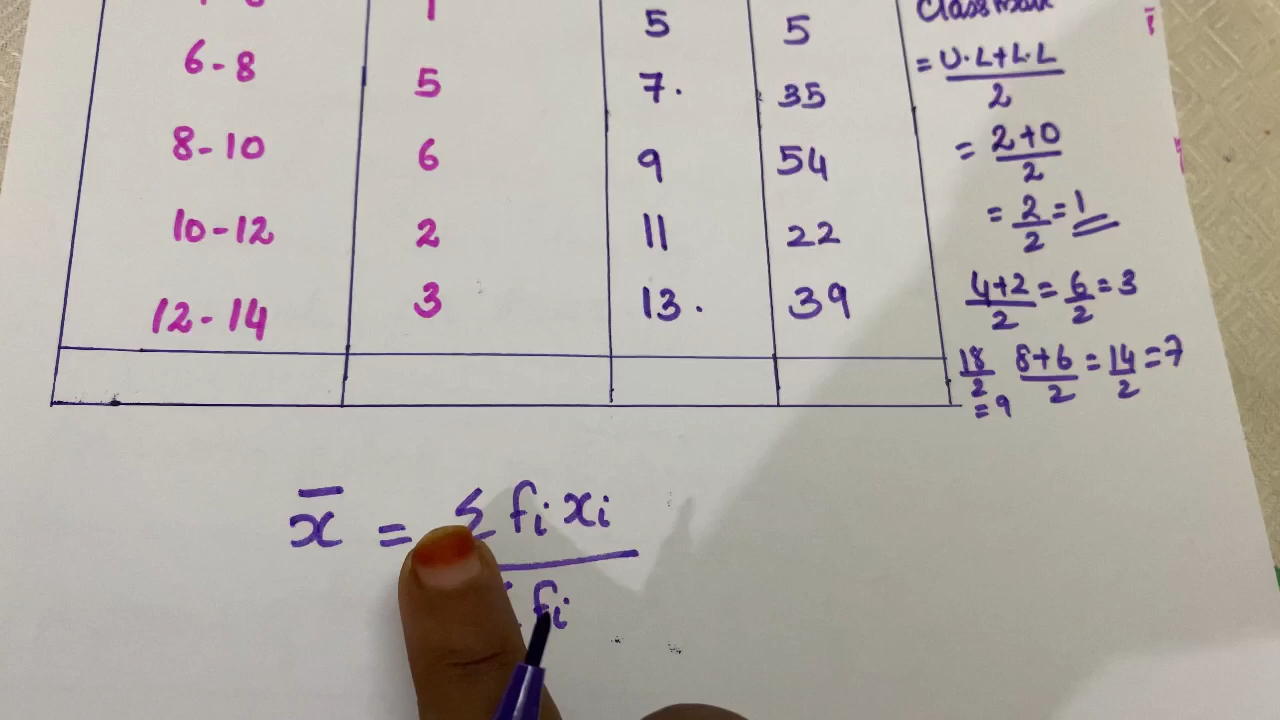 1 5 5
6-8 5 7. 35
8-10 6 9 54
10-12 2 11 22
12-14 3 13. 39
= U.L+L.L / 2
= 2+0 / 2
= 2/2 = 1
4+2 / 2 = 6/2 = 3
18/2 = 9
8+6 / 2 = 14/2 = 7
x̄ = Σ fi xi / fi